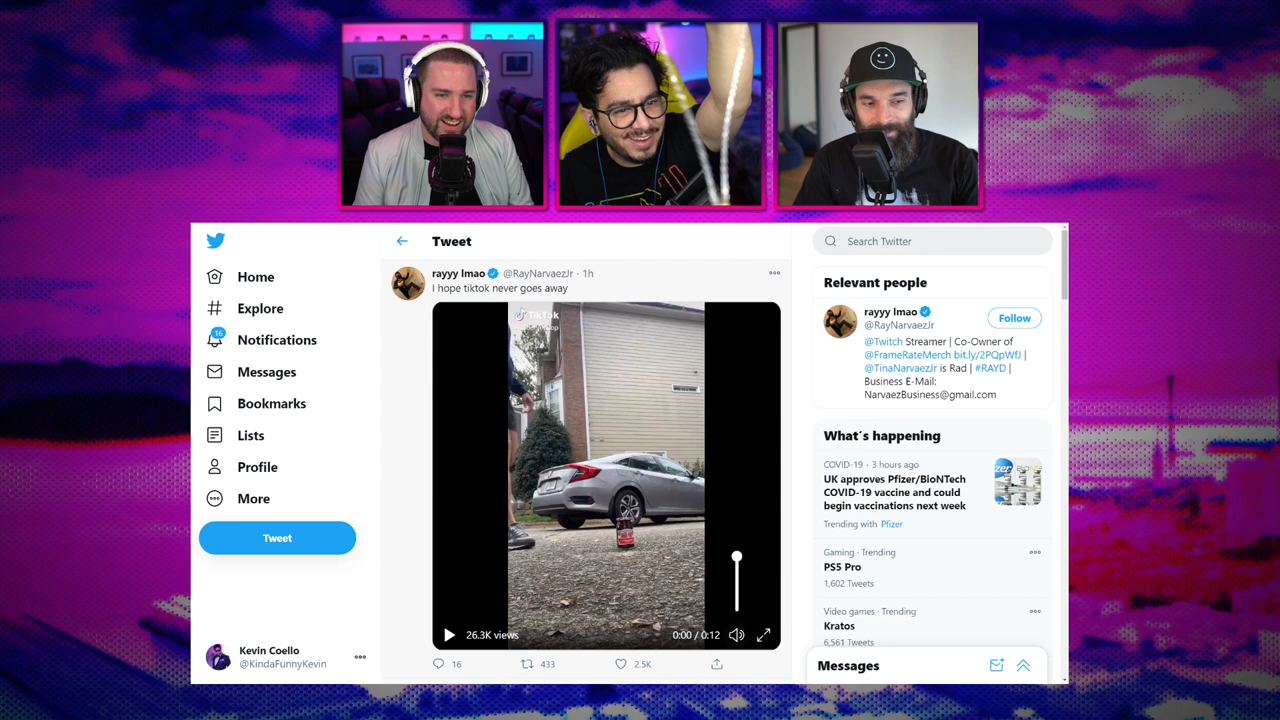 Home
Explore
16
Notifications
Messages
Bookmarks
Lists
Profile
More
Tweet
Kevin Coello
@KindaFunnyKevin
Tweet
rayyy lmao @RayNarvaezJr · 1h
I hope tiktok never goes away
TikTok
26.3K views
0:00 / 0:12
16
433
2.5K
Search Twitter
Relevant people
rayyy lmao
@RayNarvaezJr
Follow
@Twitch Streamer | Co-Owner of
@FrameRateMerch bit.ly/2PQpWfJ |
@TinaNarvaezJr is Rad | #RAYD |
Business E-Mail:
NarvaezBusiness@gmail.com
What's happening
COVID-19 · 3 hours ago
UK approves Pfizer/BioNTech
COVID-19 vaccine and could
begin vaccinations next week
Trending with Pfizer
Gaming · Trending
PS5 Pro
1,602 Tweets
Video games · Trending
Kratos
6,561 Tweets
Messages